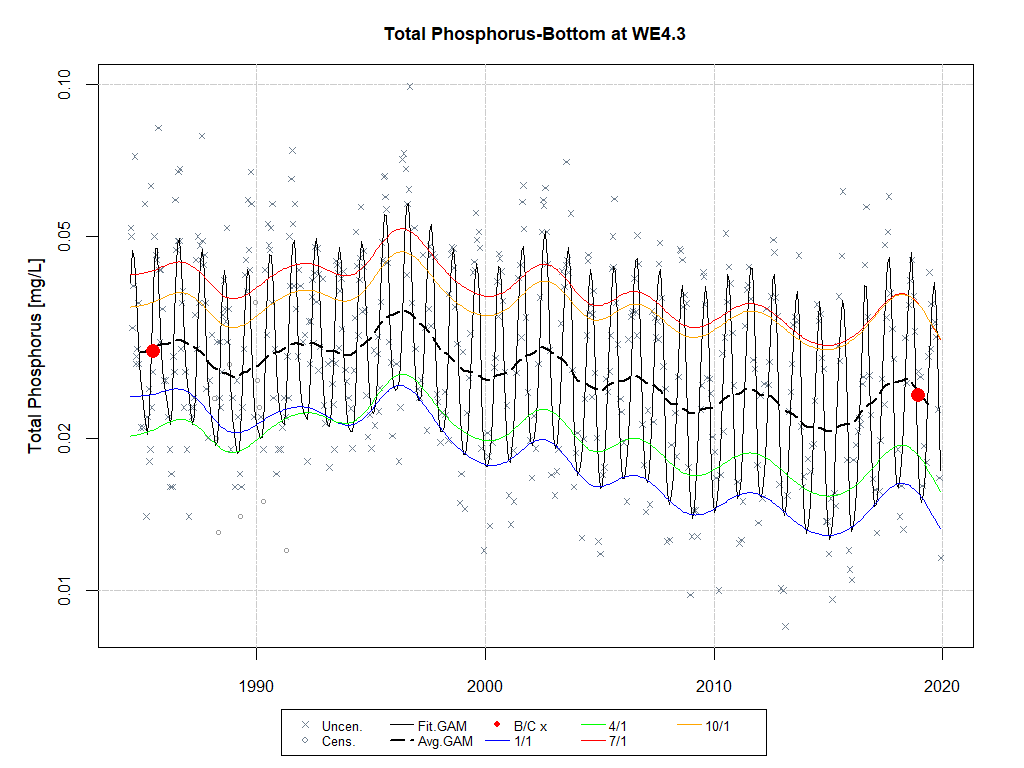 Total Phosphorus-Bottom at WE4.3
Total Phosphorus [mg/L]
0.10
0.05
0.02
0.01
1990 2000 2010 2020
Uncen. Fit.GAM B/C x 4/1 10/1
Cens. Avg.GAM 1/1 7/1